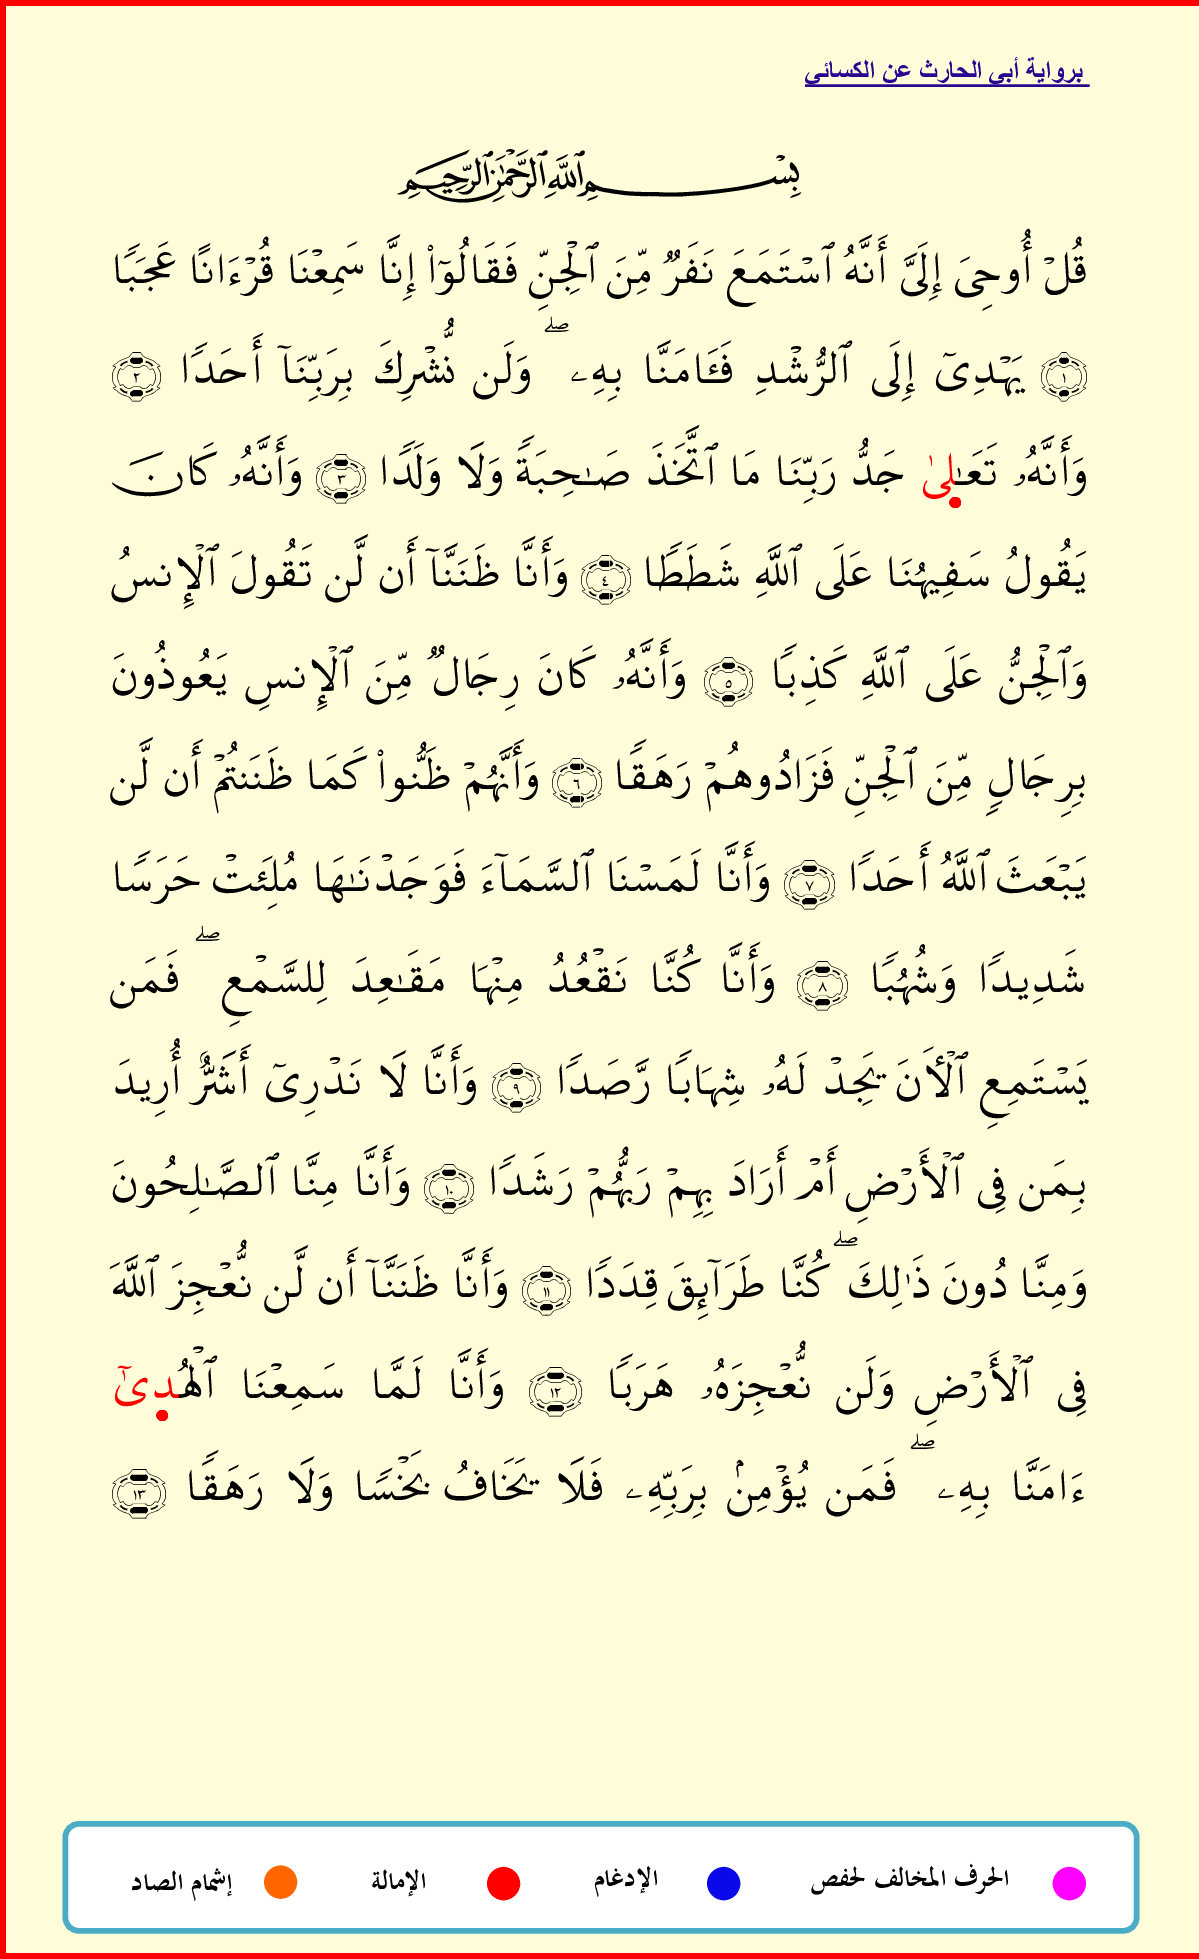 برواية أبي الحارث عن الكسائي
بِسْمِ ٱللَّهِ ٱلرَّحْمَٰنِ ٱلرَّحِيمِ
قُلْ أُوحِىَ إِلَىَّ أَنَّهُ ٱسْتَمَعَ نَفَرٌ مِّنَ ٱلْجِنِّ فَقَالُوٓا۟ إِنَّا سَمِعْنَا قُرْءَانًا عَجَبًا
١ يَهْدِىٓ إِلَى ٱلرُّشْدِ فَـَٔامَنَّا بِهِۦ ۖ وَلَن نُّشْرِكَ بِرَبِّنَآ أَحَدًا ٢
وَأَنَّهُۥ تَعَـٰلِىٰ جَدُّ رَبِّنَا مَا ٱتَّخَذَ صَـٰحِبَةً وَلَا وَلَدًا ٣ وَأَنَّهُۥ كَانَ
يَقُولُ سَفِيهُنَا عَلَى ٱللَّهِ شَطَطًا ٤ وَأَنَّا ظَنَنَّآ أَن لَّن تَقُولَ ٱلْإِنسُ
وَٱلْجِنُّ عَلَى ٱللَّهِ كَذِبًا ٥ وَأَنَّهُۥ كَانَ رِجَالٌ مِّنَ ٱلْإِنسِ يَعُوذُونَ
بِرِجَالٍ مِّنَ ٱلْجِنِّ فَزَادُوهُمْ رَهَقًا ٦ وَأَنَّهُمْ ظَنُّوا۟ كَمَا ظَنَنتُمْ أَن لَّن
يَبْعَثَ ٱللَّهُ أَحَدًا ٧ وَأَنَّا لَمَسْنَا ٱلسَّمَآءَ فَوَجَدْنَـٰهَا مُلِئَتْ حَرَسًا
شَدِيدًا وَشُهُبًا ٨ وَأَنَّا كُنَّا نَقْعُدُ مِنْهَا مَقَـٰعِدَ لِلسَّمْعِ ۖ فَمَن
يَسْتَمِعِ ٱلْأَنَ يَجِدْ لَهُۥ شِهَابًا رَّصَدًا ٩ وَأَنَّا لَا نَدْرِىٓ أَشَرٌّ أُرِيدَ
بِمَن فِى ٱلْأَرْضِ أَمْ أَرَادَ بِهِمْ رَبُّهُمْ رَشَدًا ١٠ وَأَنَّا مِنَّا ٱلصَّـٰلِحُونَ
وَمِنَّا دُونَ ذَٰلِكَ ۖ كُنَّا طَرَآئِقَ قِدَدًا ١١ وَأَنَّا ظَنَنَّآ أَن لَّن نُّعْجِزَ ٱللَّهَ
فِى ٱلْأَرْضِ وَلَن نُّعْجِزَهُۥ هَرَبًا ١٢ وَأَنَّا لَمَّا سَمِعْنَا ٱلْهُدِىٰٓ
ءَامَنَّا بِهِۦ ۖ فَمَن يُؤْمِنۢ بِرَبِّهِۦ فَلَا يَخَافُ بَخْسًا وَلَا رَهَقًا ١٣
الحرف المخالف لحفص الإدغام الإمالة إشمام الصاد